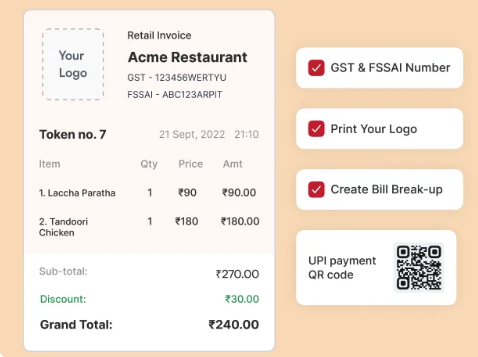 Your
Logo
Retail Invoice
Acme Restaurant
GST - 123456WERTYU
FSSAI - ABC123ARPIT
Token no. 7 21 Sept, 2022 21:10
Item Qty Price Amt
1. Laccha Paratha 1 ₹90 ₹90.00
2. Tandoori
Chicken 1 ₹180 ₹180.00
Sub-total: ₹270.00
Discount: ₹30.00
Grand Total: ₹240.00
GST & FSSAI Number
Print Your Logo
Create Bill Break-up
UPI payment
QR code